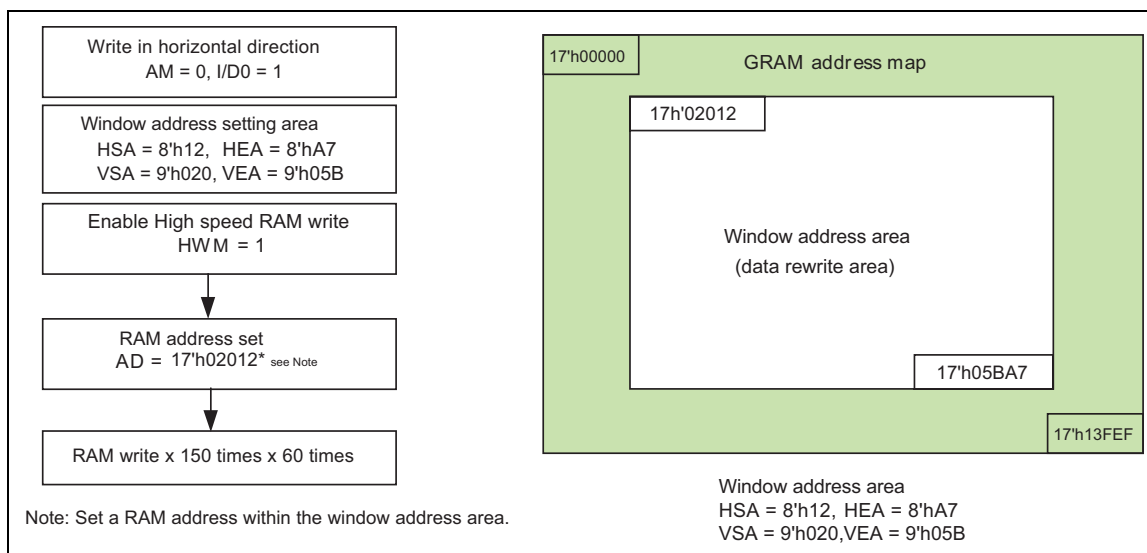 Write in horizontal direction
AM = 0, I/D0 = 1
Window address setting area
HSA = 8'h12, HEA = 8'hA7
VSA = 9'h020, VEA = 9'h05B
Enable High speed RAM write
HWM = 1
RAM address set
AD = 17'h02012* see Note
RAM write x 150 times x 60 times
Note: Set a RAM address within the window address area.
17'h00000
GRAM address map
17h'02012
Window address area
(data rewrite area)
17'h05BA7
17'h13FEF
Window address area
HSA = 8'h12, HEA = 8'hA7
VSA = 9'h020,VEA = 9'h05B